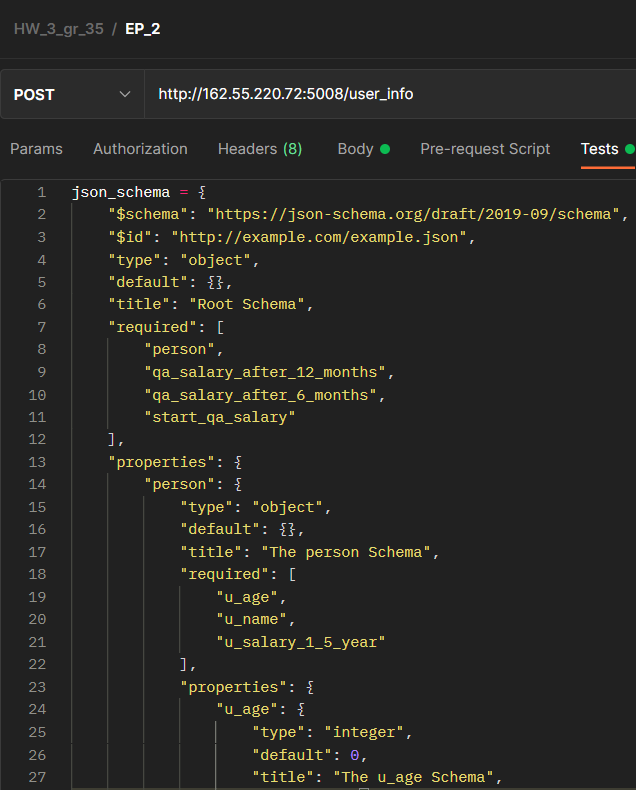 HW_3_gr_35 / EP_2
POST http://162.55.220.72:5008/user_info
Params Authorization Headers (8) Body Pre-request Script Tests
1 json_schema = {
2 "$schema": "https://json-schema.org/draft/2019-09/schema",
3 "$id": "http://example.com/example.json",
4 "type": "object",
5 "default": {},
6 "title": "Root Schema",
7 "required": [
8 "person",
9 "qa_salary_after_12_months",
10 "qa_salary_after_6_months",
11 "start_qa_salary"
12 ],
13 "properties": {
14 "person": {
15 "type": "object",
16 "default": {},
17 "title": "The person Schema",
18 "required": [
19 "u_age",
20 "u_name",
21 "u_salary_1_5_year"
22 ],
23 "properties": {
24 "u_age": {
25 "type": "integer",
26 "default": 0,
27 "title": "The u_age Schema",